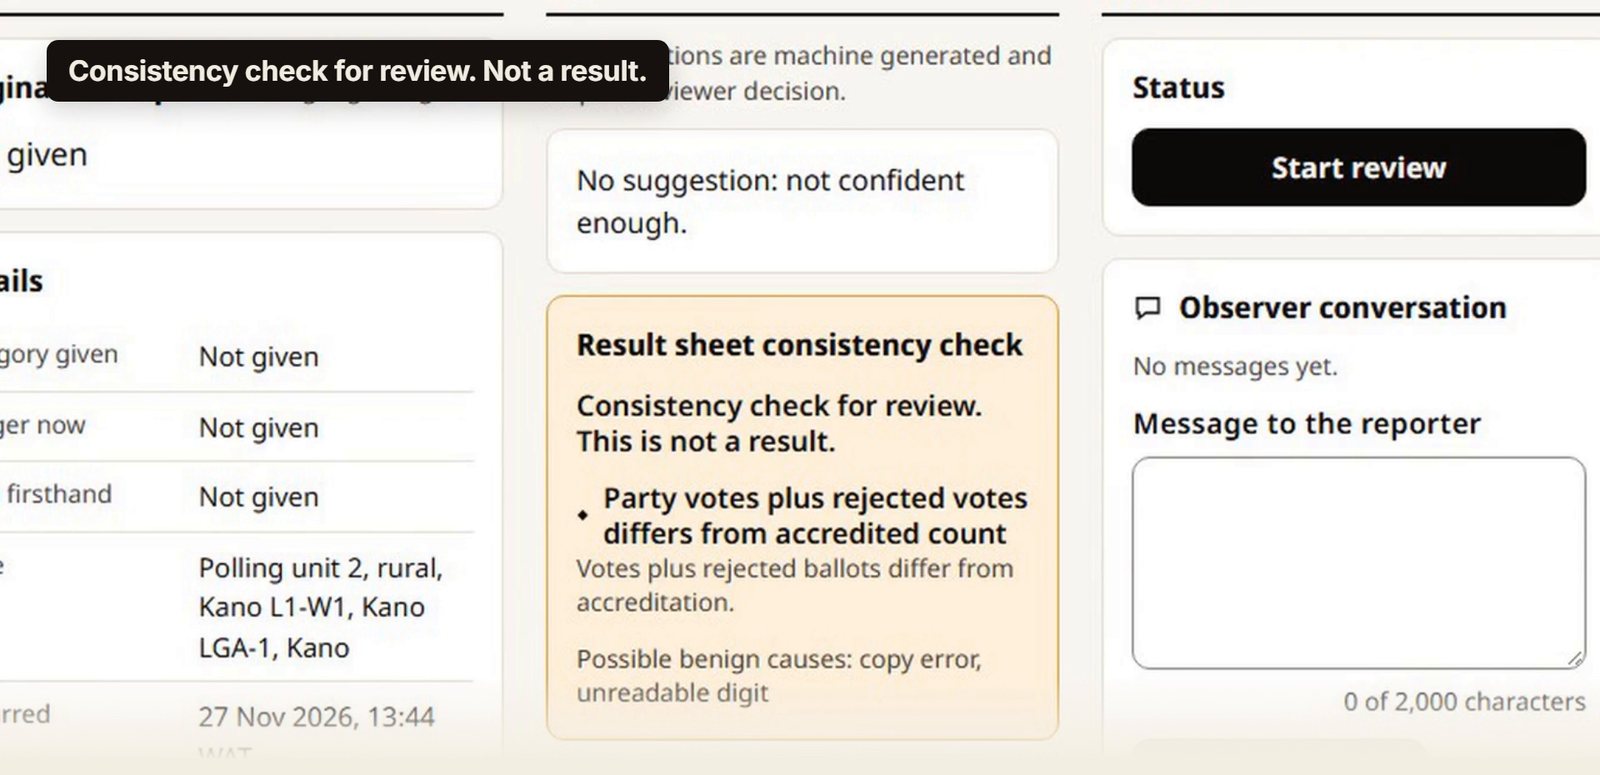 Consistency check for review. Not a result.
given
ails
gory given
Not given
ger now
Not given
firsthand
Not given
Polling unit 2, rural,
Kano L1-W1, Kano
LGA-1, Kano
rred
27 Nov 2026, 13:44
WAT
tions are machine generated and
viewer decision.
No suggestion: not confident
enough.
Result sheet consistency check
Consistency check for review.
This is not a result.
Party votes plus rejected votes
differs from accredited count
Votes plus rejected ballots differ from
accreditation.
Possible benign causes: copy error,
unreadable digit
Status
Start review
Observer conversation
No messages yet.
Message to the reporter
0 of 2,000 characters